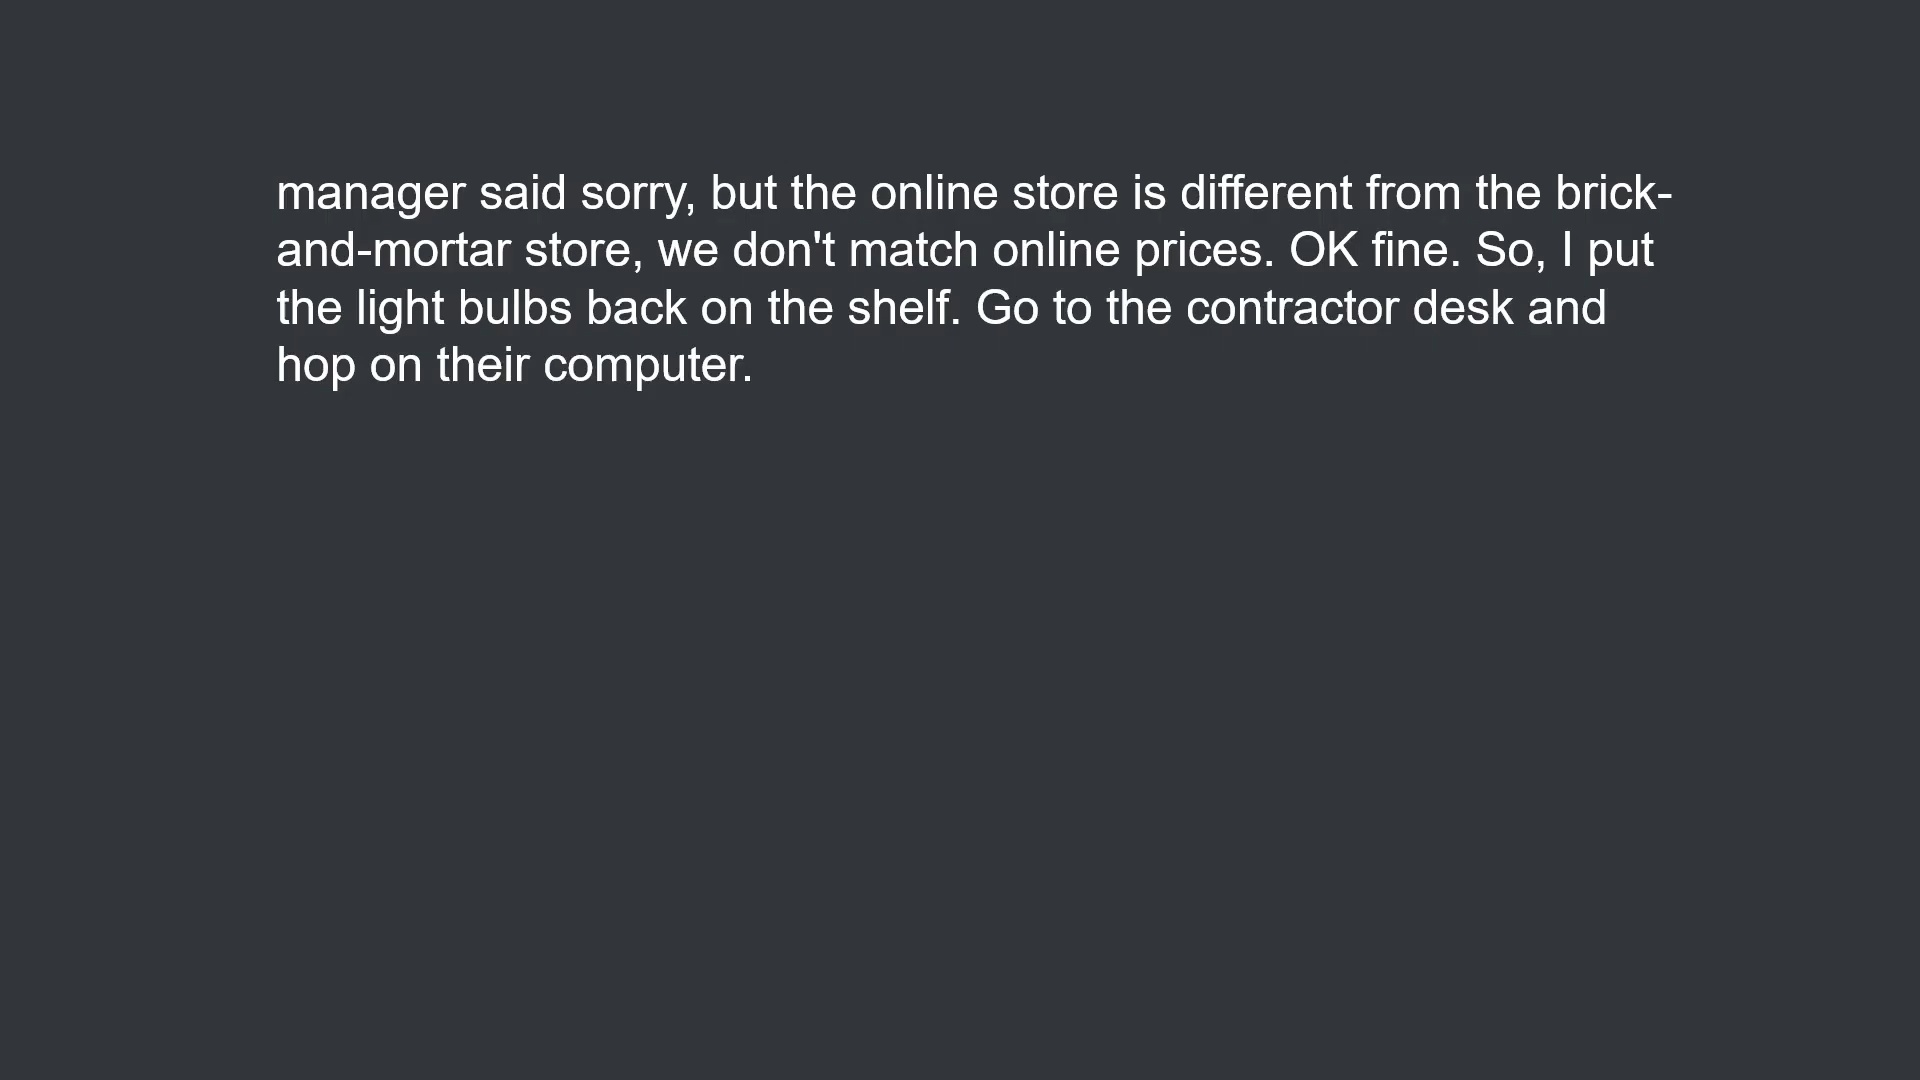 manager said sorry, but the online store is different from the brick-
and-mortar store, we don't match online prices. OK fine. So, I put
the light bulbs back on the shelf. Go to the contractor desk and
hop on their computer.